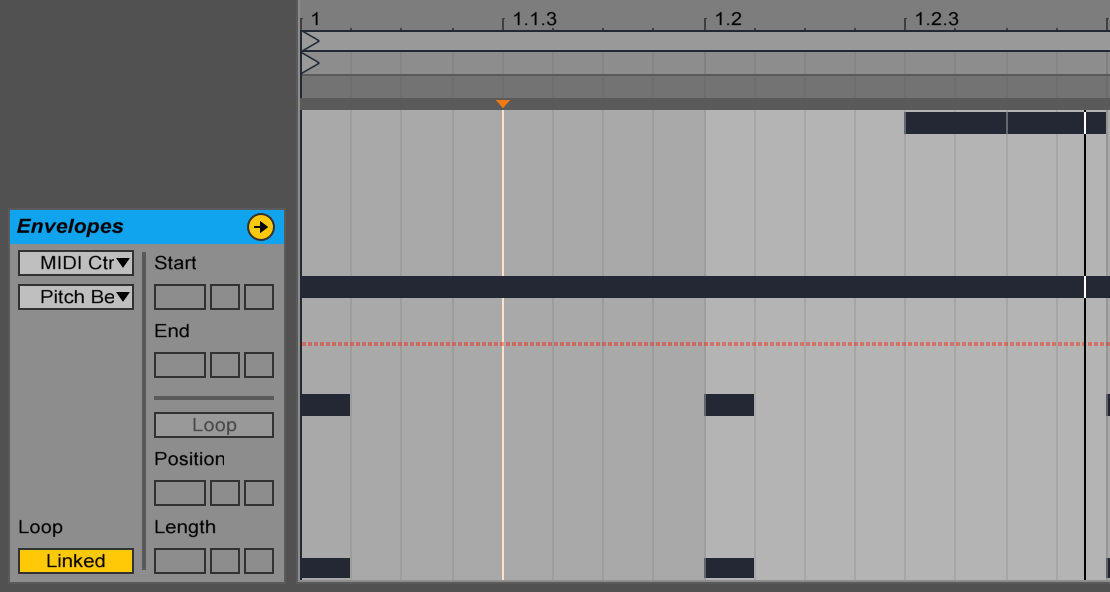 1
1.1.3
1.2
1.2.3
Envelopes
MIDI Ctr
Start
Pitch Be
End
Loop
Position
Loop
Length
Linked